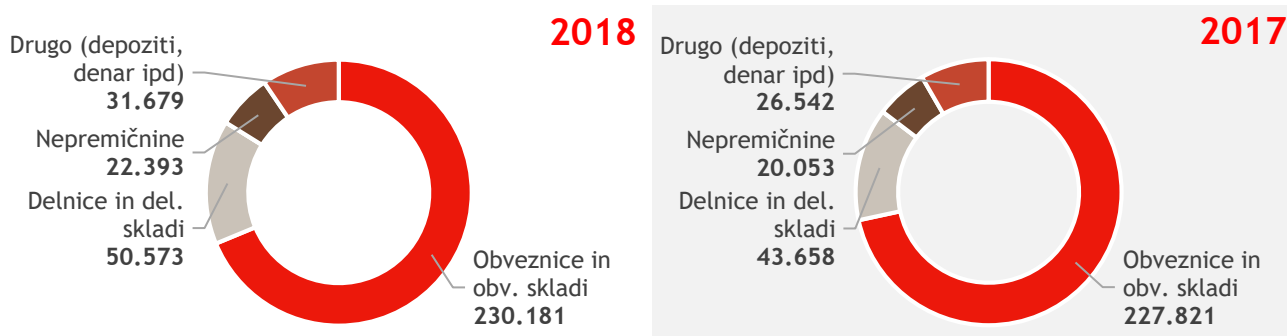 2018
Drugo (depoziti,
denar ipd)
31.679
Nepremičnine
22.393
Delnice in del.
skladi
50.573
Obveznice in
obv. skladi
230.181
2017
Drugo (depoziti,
denar ipd)
26.542
Nepremičnine
20.053
Delnice in del.
skladi
43.658
Obveznice in
obv. skladi
227.821